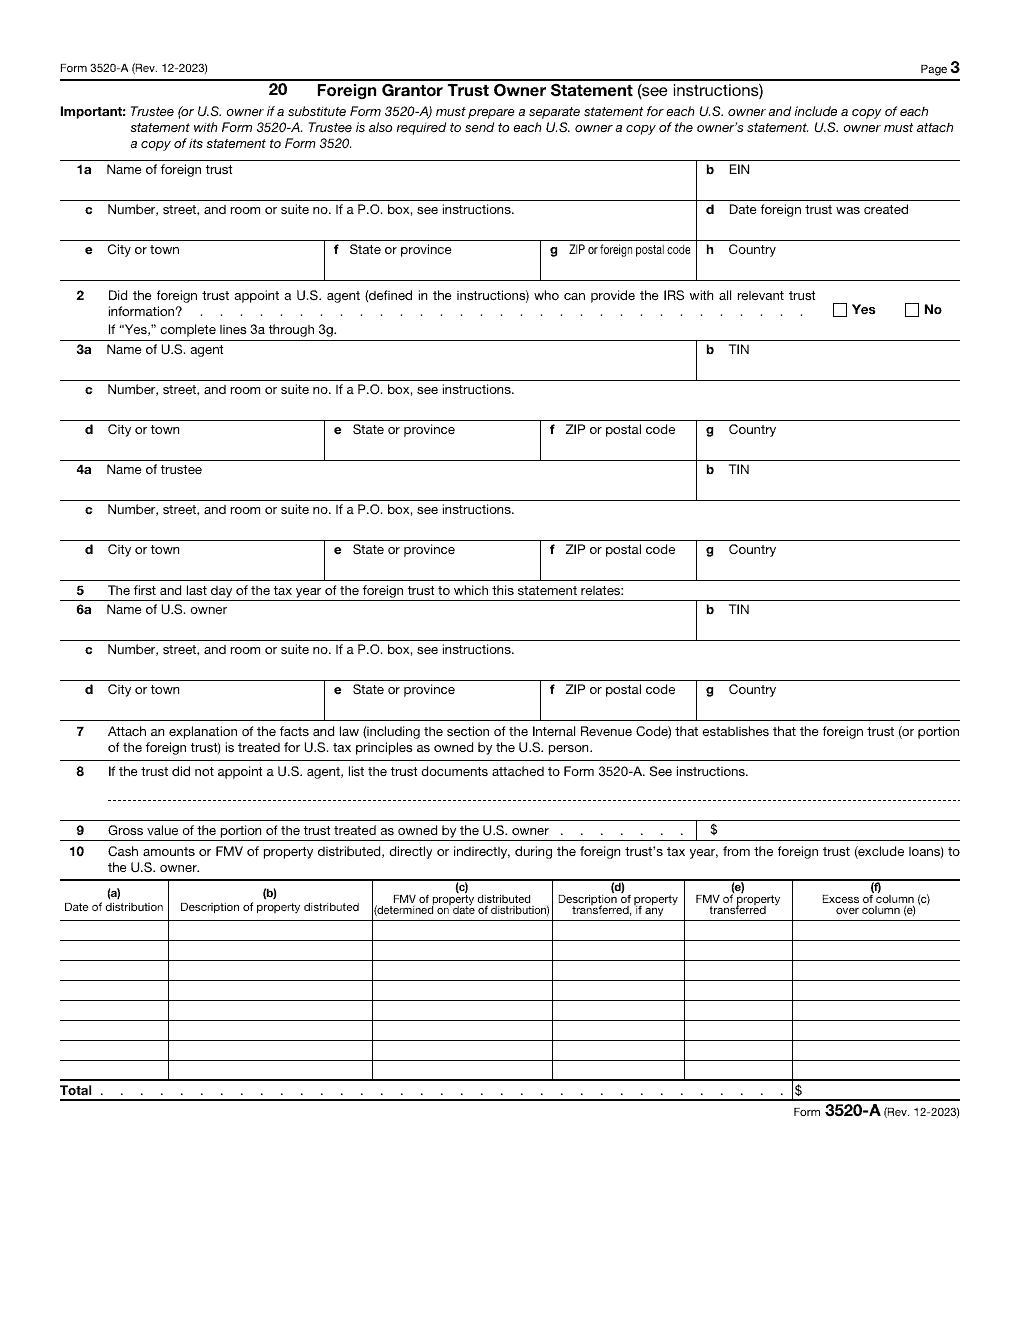 Form 3520-A (Rev. 12-2023) Page 3
20 Foreign Grantor Trust Owner Statement (see instructions)
Important: Trustee (or U.S. owner if a substitute Form 3520-A) must prepare a separate statement for each U.S. owner and include a copy of each
statement with Form 3520-A. Trustee is also required to send to each U.S. owner a copy of the owner's statement. U.S. owner must attach
a copy of its statement to Form 3520.
1a Name of foreign trust b EIN
c Number, street, and room or suite no. If a P.O. box, see instructions. d Date foreign trust was created
e City or town f State or province g ZIP or foreign postal code h Country
2 Did the foreign trust appoint a U.S. agent (defined in the instructions) who can provide the IRS with all relevant trust
information? . . . . . . . . . . . . . . . . . . . . . . . . . . . . . . . Yes No
If “Yes,” complete lines 3a through 3g.
3a Name of U.S. agent b TIN
c Number, street, and room or suite no. If a P.O. box, see instructions.
d City or town e State or province f ZIP or postal code g Country
4a Name of trustee b TIN
c Number, street, and room or suite no. If a P.O. box, see instructions.
d City or town e State or province f ZIP or postal code g Country
5 The first and last day of the tax year of the foreign trust to which this statement relates:
6a Name of U.S. owner b TIN
c Number, street, and room or suite no. If a P.O. box, see instructions.
d City or town e State or province f ZIP or postal code g Country
7 Attach an explanation of the facts and law (including the section of the Internal Revenue Code) that establishes that the foreign trust (or portion
of the foreign trust) is treated for U.S. tax principles as owned by the U.S. person.
8 If the trust did not appoint a U.S. agent, list the trust documents attached to Form 3520-A. See instructions.
9 Gross value of the portion of the trust treated as owned by the U.S. owner . . . . . . . $
10 Cash amounts or FMV of property distributed, directly or indirectly, during the foreign trust's tax year, from the foreign trust (exclude loans) to
the U.S. owner.
(a)
Date of distribution
(b)
Description of property distributed
(c)
FMV of property distributed
(determined on date of distribution)
(d)
Description of property
transferred, if any
(e)
FMV of property
transferred
(f)
Excess of column (c)
over column (e)
Total . . . . . . . . . . . . . . . . . . . . . . . . . . . . . . . . . . . $
Form 3520-A (Rev. 12-2023)